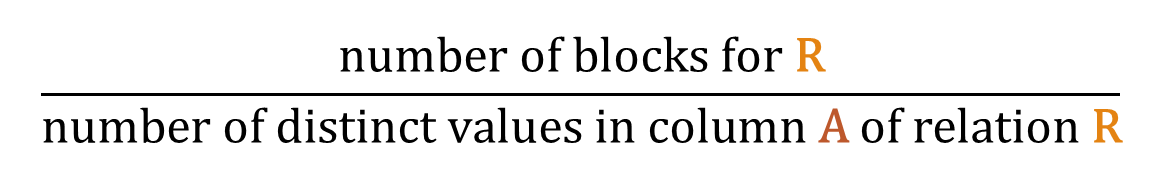 number of blocks for R
number of distinct values in column A of relation R